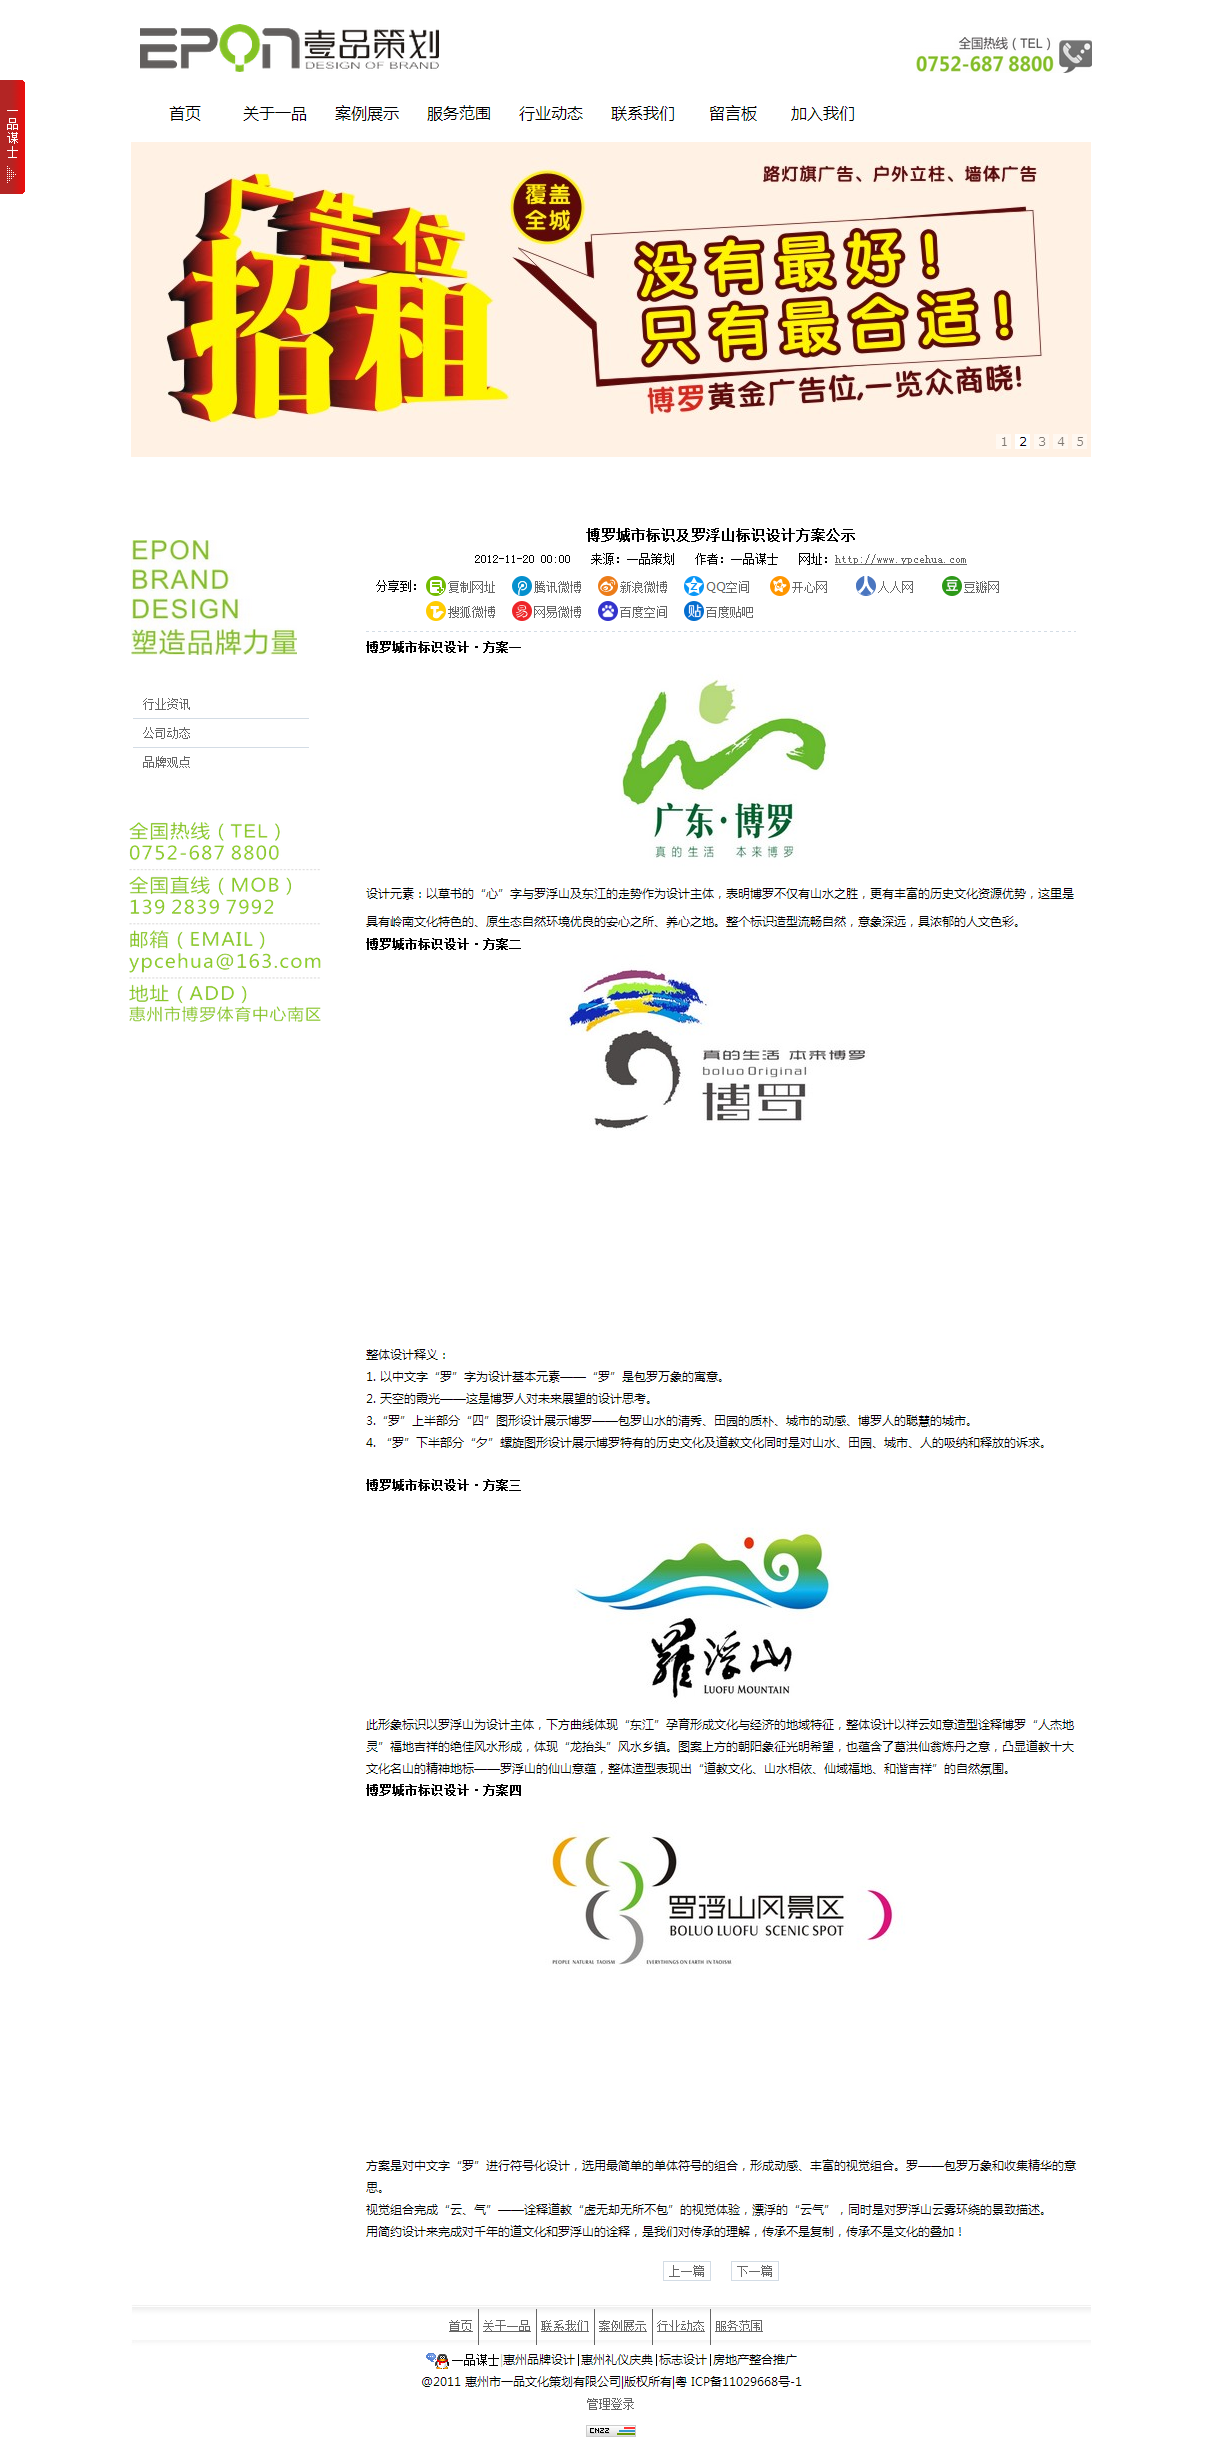 EPON壹品策划
DESIGN OF BRAND
全国热线（TEL）
0752-687 8800
一品谋士
首页 关于一品 案例展示 服务范围 行业动态 联系我们 留言板 加入我们
路灯旗广告、户外立柱、墙体广告
广告位
招租
覆盖
全城
没有最好！
只有最合适！
博罗黄金广告位,一览众商晓!
1 2 3 4 5
EPON
BRAND
DESIGN
塑造品牌力量
行业资讯
公司动态
品牌观点
全国热线（TEL）
0752-687 8800
全国直线（MOB）
139 2839 7992
邮箱（EMAIL）
ypcehua@163.com
地址（ADD）
惠州市博罗体育中心南区
博罗城市标识及罗浮山标识设计方案公示
2012-11-20 00:00 来源：一品策划 作者：一品谋士 网址：http://www.ypcehua.com
分享到： 复制网址 腾讯微博 新浪微博 QQ空间 开心网 人人网 豆瓣网
搜狐微博 网易微博 百度空间 百度贴吧
博罗城市标识设计·方案一
广东·博罗
真的生活 本来博罗
设计元素：以草书的“心”字与罗浮山及东江的走势作为设计主体，表明博罗不仅有山水之胜，更有丰富的历史文化资源优势，这里是
具有岭南文化特色的、原生态自然环境优良的安心之所、养心之地。整个标识造型流畅自然，意象深远，具浓郁的人文色彩。
博罗城市标识设计·方案二
真的生活 本来博罗
boluo Original
博罗
整体设计释义：
1. 以中文字“罗”字为设计基本元素——“罗”是包罗万象的寓意。
2. 天空的霞光——这是博罗人对未来展望的设计思考。
3.“罗”上半部分“四”图形设计展示博罗——包罗山水的清秀、田园的质朴、城市的动感、博罗人的聪慧的城市。
4. “罗”下半部分“夕”螺旋图形设计展示博罗特有的历史文化及道教文化同时是对山水、田园、城市、人的吸纳和释放的诉求。
博罗城市标识设计·方案三
羅浮山
LUOFU MOUNTAIN
此形象标识以罗浮山为设计主体，下方曲线体现“东江”孕育形成文化与经济的地域特征，整体设计以祥云如意造型诠释博罗“人杰地
灵”福地吉祥的绝佳风水形成，体现“龙抬头”风水乡镇。图案上方的朝阳象征光明希望，也蕴含了葛洪仙翁炼丹之意，凸显道教十大
文化名山的精神地标——罗浮山的仙山意蕴，整体造型表现出“道教文化、山水相依、仙域福地、和谐吉祥”的自然氛围。
博罗城市标识设计·方案四
罗浮山风景区
BOLUO LUOFU SCENIC SPOT
PEOPLE NATURAL TAOISM EVERYTHINGS ON EARTH IN TAOISM
方案是对中文字“罗”进行符号化设计，选用最简单的单体符号的组合，形成动感、丰富的视觉组合。罗——包罗万象和收集精华的意
思。
视觉组合完成“云、气”——诠释道教“虚无却无所不包”的视觉体验，漂浮的“云气”，同时是对罗浮山云雾环绕的景致描述。
用简约设计来完成对千年的道文化和罗浮山的诠释，是我们对传承的理解，传承不是复制，传承不是文化的叠加！
上一篇 下一篇
首页 关于一品 联系我们 案例展示 行业动态 服务范围
一品谋士|惠州品牌设计|惠州礼仪庆典|标志设计|房地产整合推广
@2011 惠州市一品文化策划有限公司|版权所有|粤 ICP备11029668号-1
管理登录
CNZZ